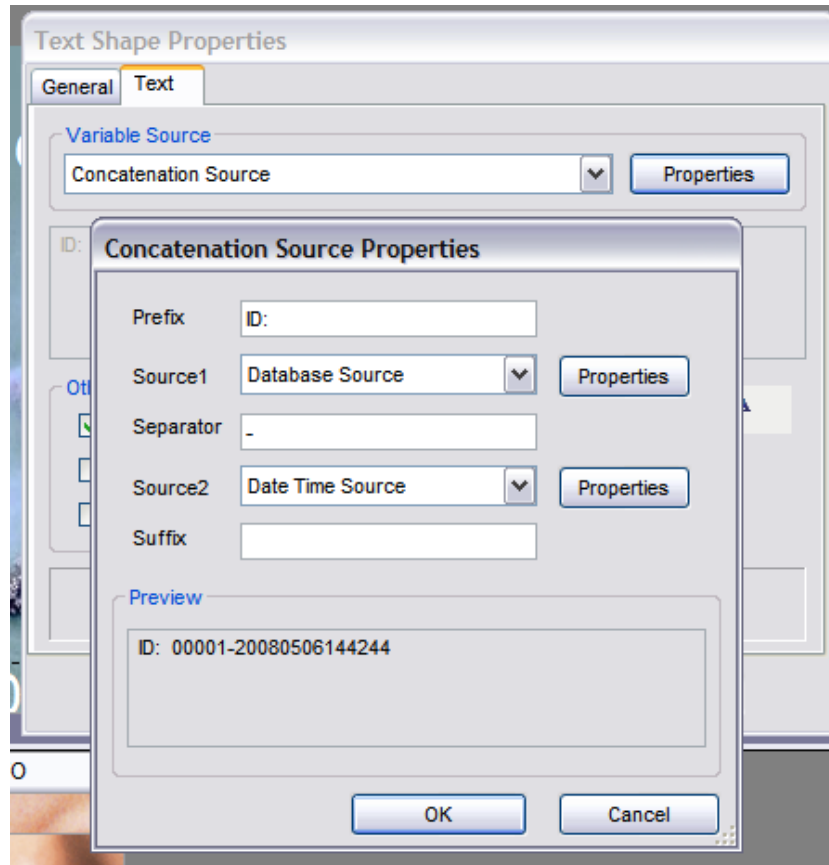 Text Shape Properties
General Text
Variable Source
Concatenation Source Properties
ID:
Concatenation Source Properties
Prefix ID:
Source1 Database Source Properties
Separator -
Source2 Date Time Source Properties
Suffix
Preview
ID: 00001-20080506144244
OK Cancel
O